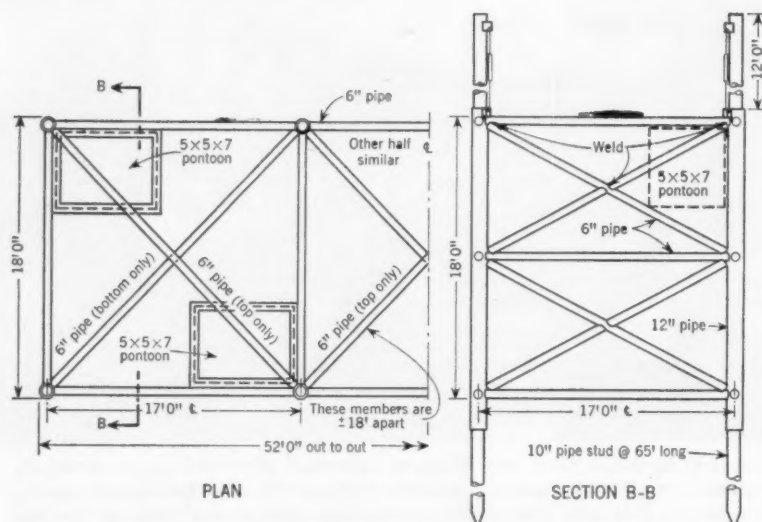 B
6" pipe
Other half
similar
℄
5×5×7
pontoon
18'0"
6" pipe (bottom only)
6" pipe (top only)
6" pipe (top only)
5×5×7
pontoon
B
17'0" ℄
These members are
±18' apart
52'0" out to out
PLAN
12'0"
Weld
5×5×7
pontoon
6" pipe
18'0"
12" pipe
17'0" ℄
10" pipe stud @ 65' long
SECTION B-B